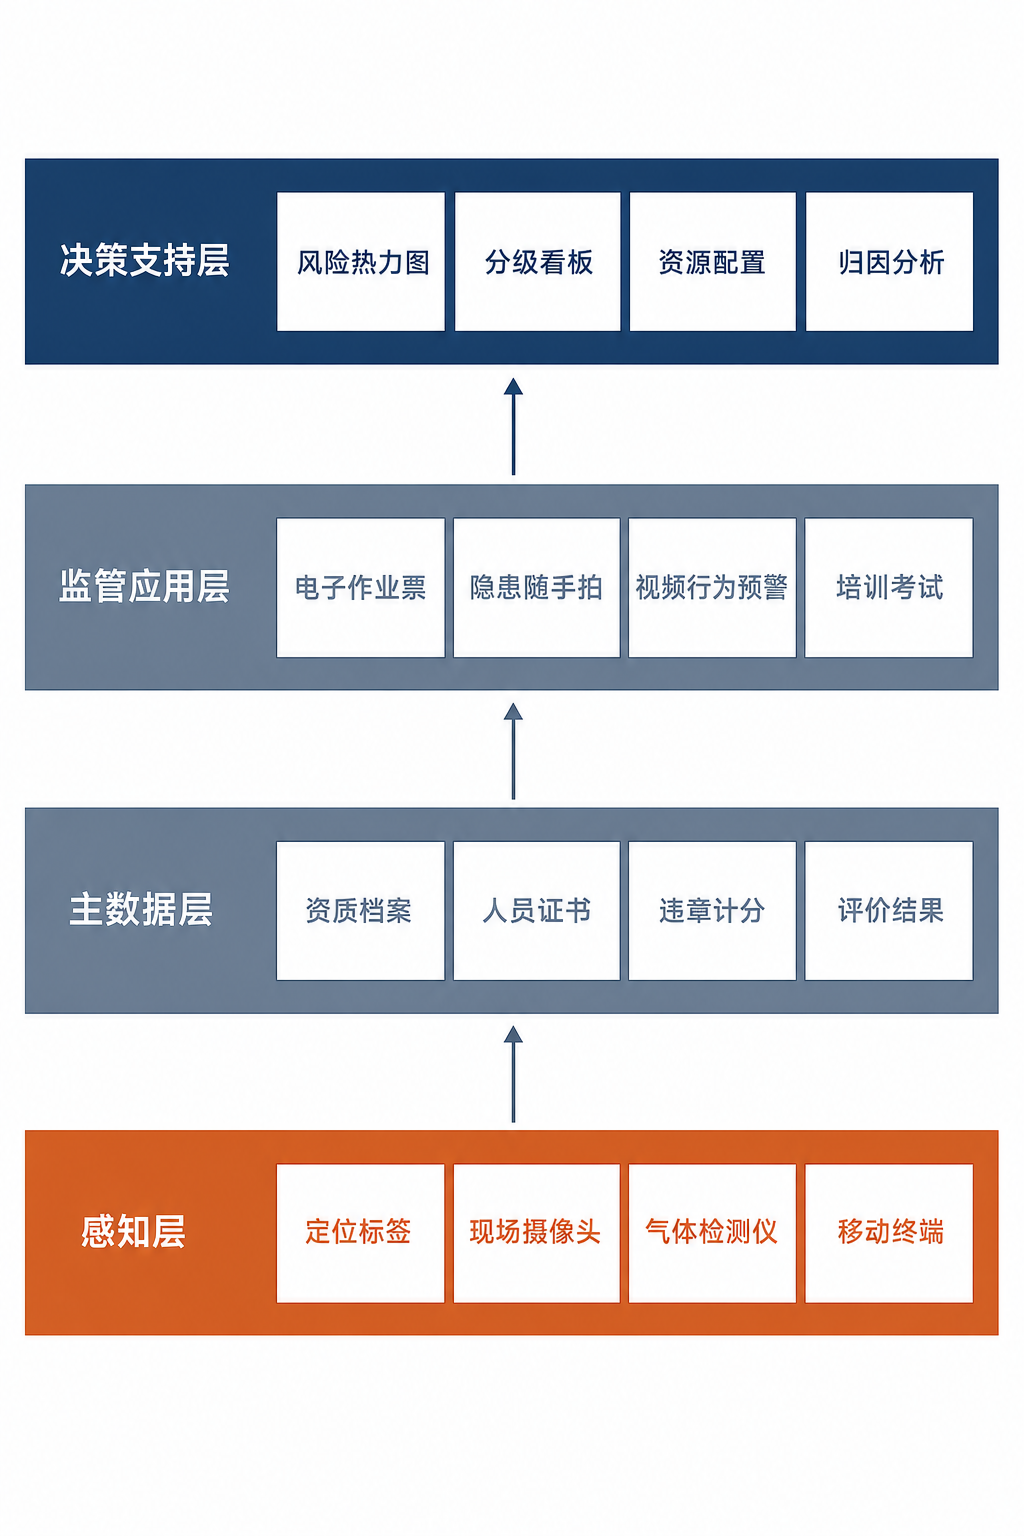 决策支持层
风险热力图
分级看板
资源配置
归因分析
监管应用层
电子作业票
隐患随手拍
视频行为预警
培训考试
主数据层
资质档案
人员证书
违章计分
评价结果
感知层
定位标签
现场摄像头
气体检测仪
移动终端